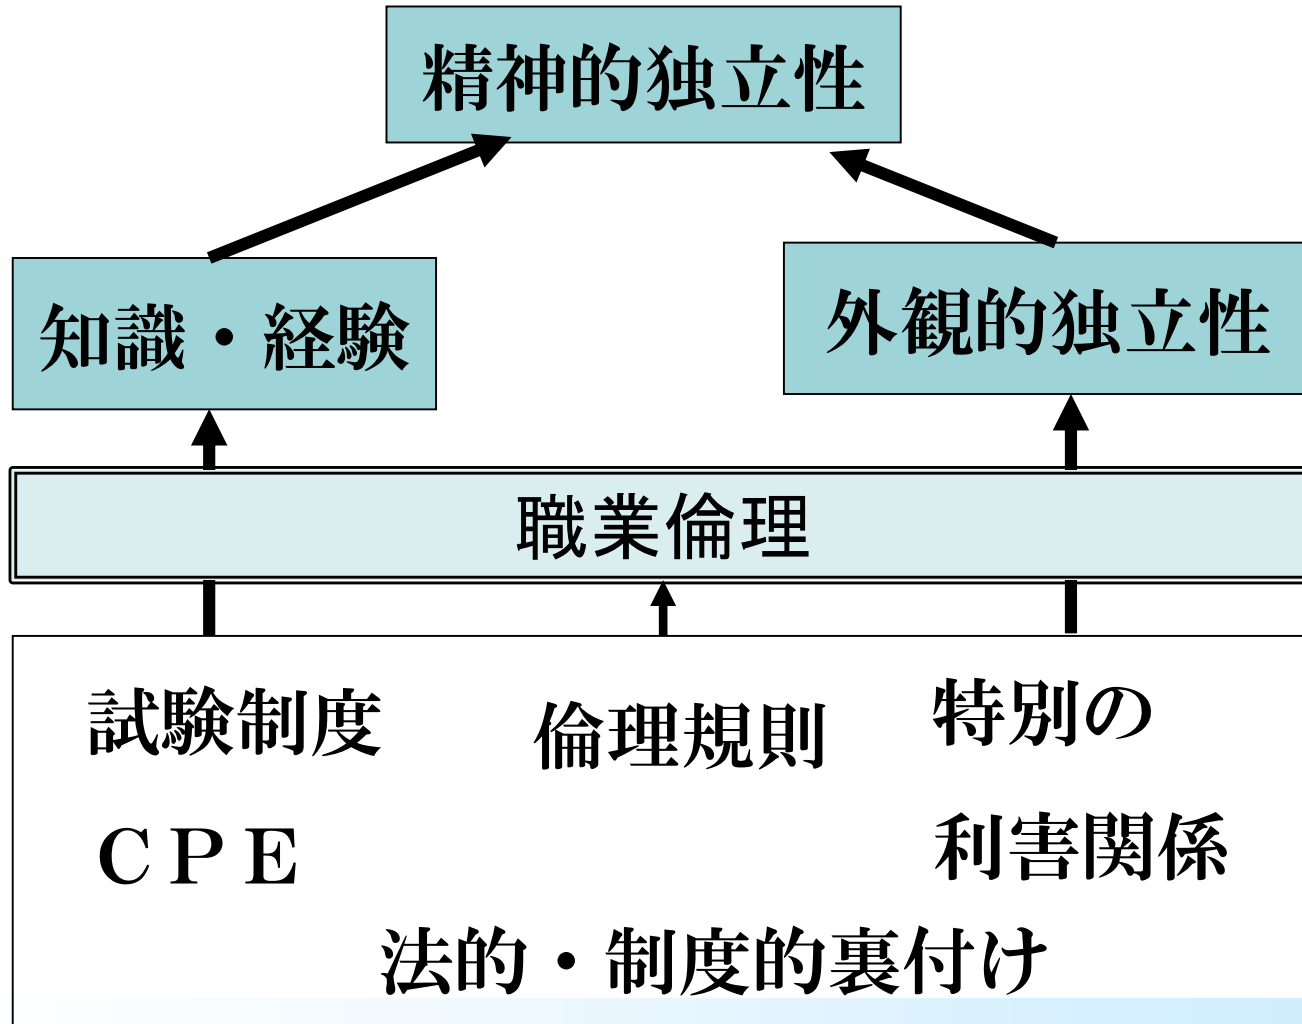 精神的独立性
知識・経験
外観的独立性
職業倫理
試験制度
倫理規則
特別の
ＣＰＥ
利害関係
法的・制度的裏付け